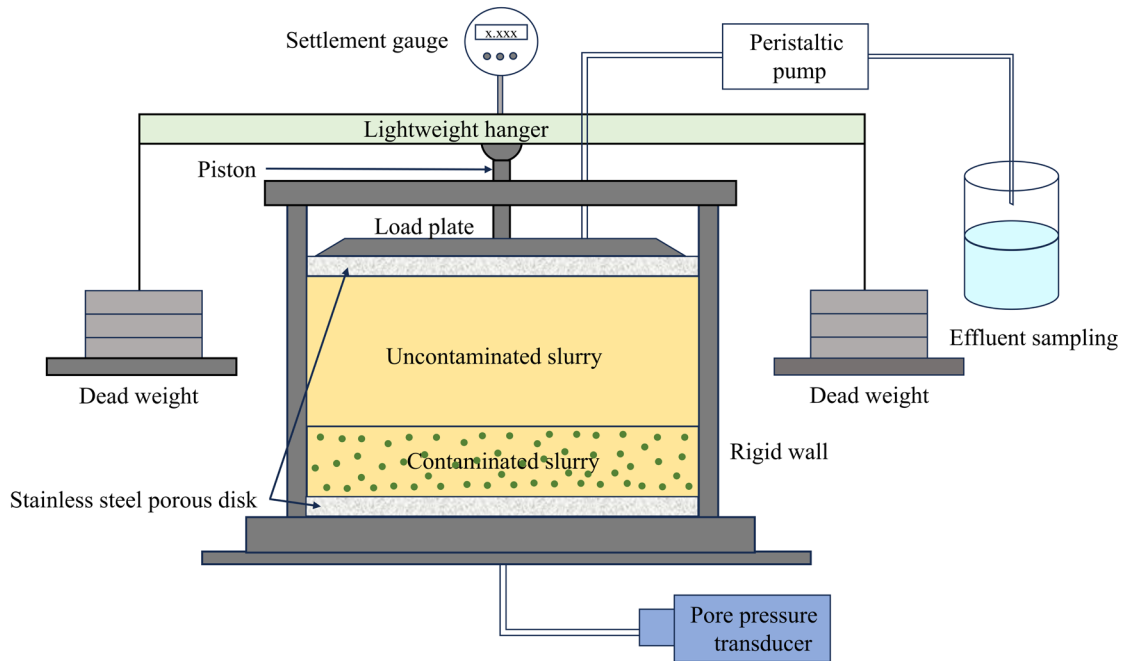 Settlement gauge
x.xxx
Peristaltic
pump
Lightweight hanger
Piston
Load plate
Effluent sampling
Uncontaminated slurry
Dead weight
Dead weight
Rigid wall
Contaminated slurry
Stainless steel porous disk
Pore pressure
transducer